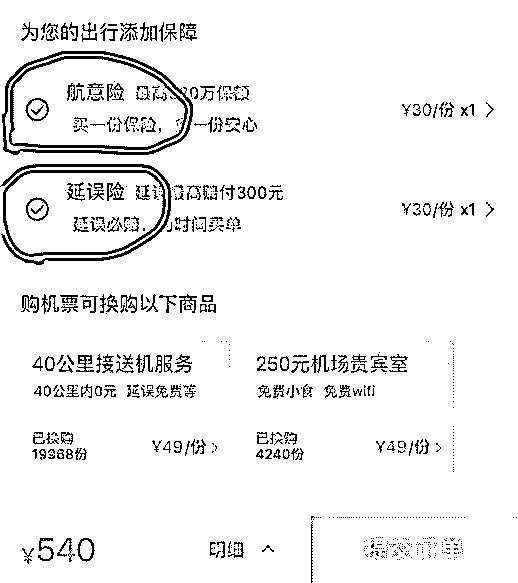 为您的出行添加保障
航意险 最高320万保额
买一份保险, 一份安心
¥30/份 x1
延误险 延误最高赔付300元
延误必赔, 时间买单
¥30/份 x1
购机票可换购以下商品
40公里接送机服务
40公里内0元 延误免费等
已换购
19968份
¥49/份
250元机场贵宾室
免费小食 免费wifi
已换购
4240份
¥49/份
¥540
明细
提交订单